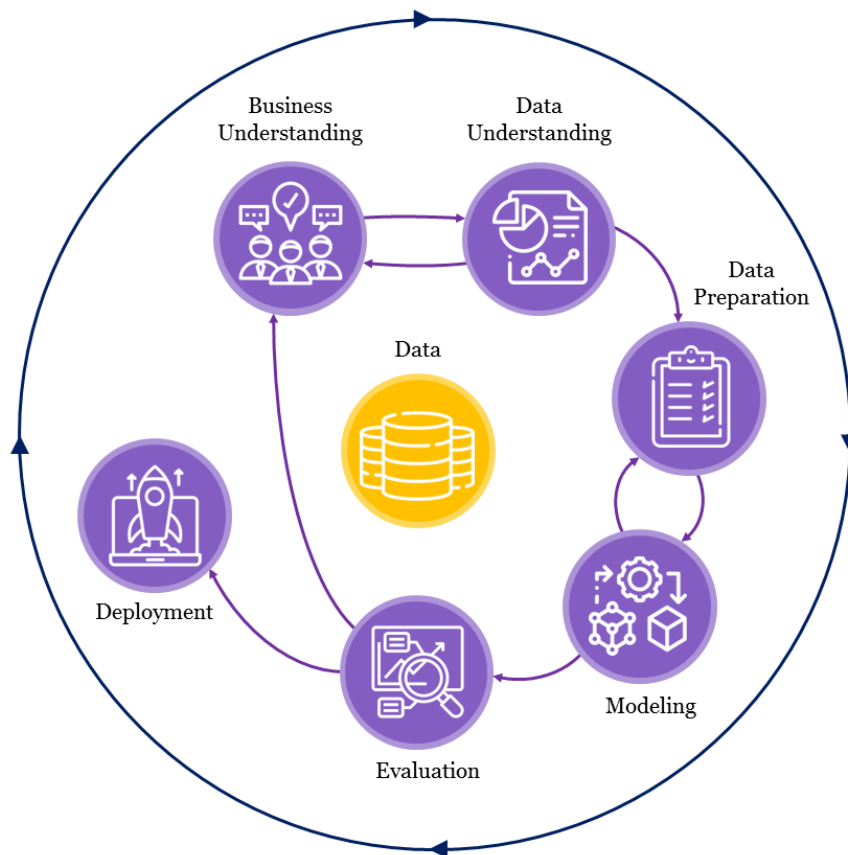 Business
Understanding
Data
Understanding
Data
Preparation
Data
Deployment
Modeling
Evaluation